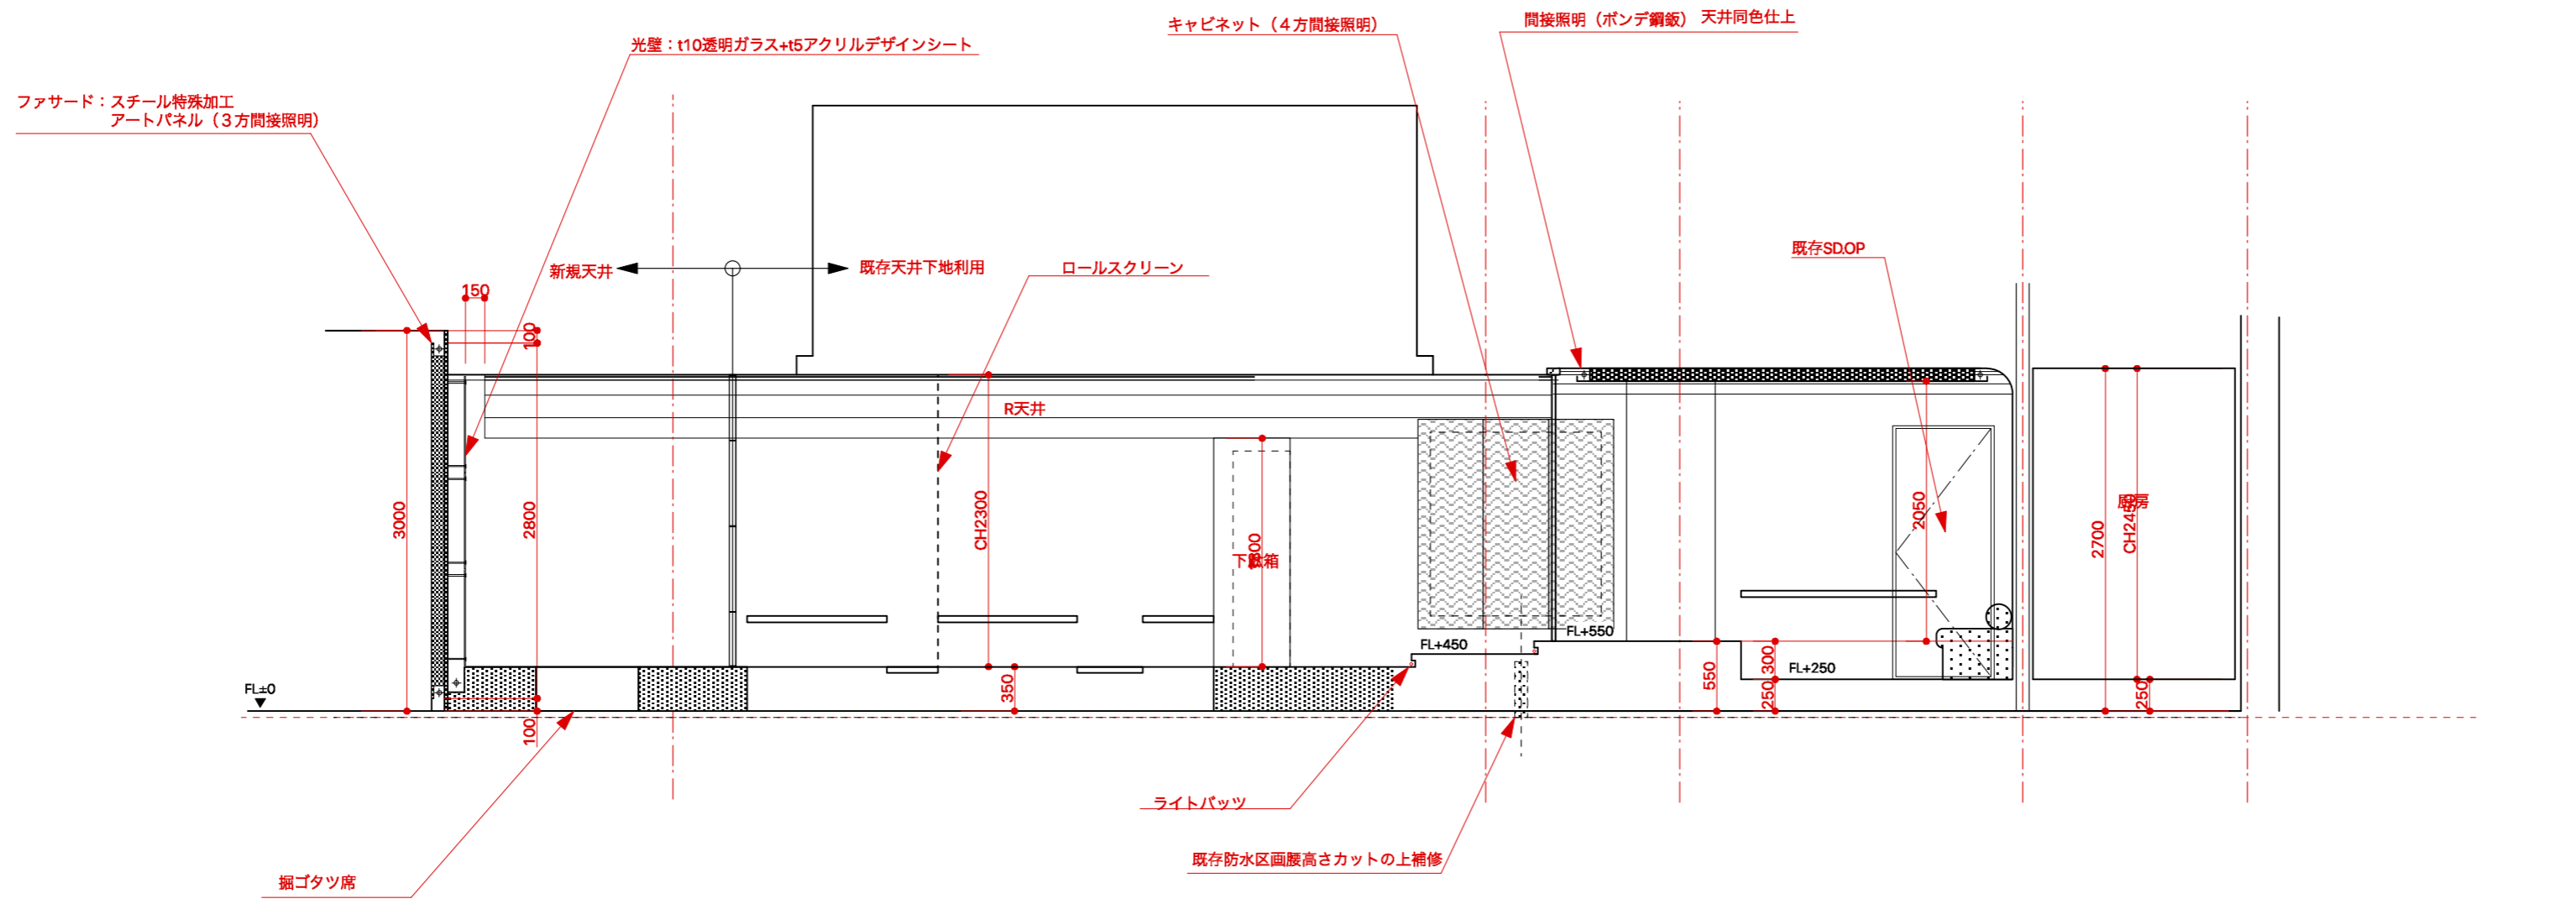 キャビネット（４方間接照明）
間接照明（ボンデ鋼鈑） 天井同色仕上
光壁：t10透明ガラス+t5アクリルデザインシート
ファサード：スチール特殊加工
アートパネル（３方間接照明）
既存SD.OP
新規天井
既存天井下地利用
ロールスクリーン
150
100
R天井
3000
2800
CH2300
2050
厨房
2700
CH2450
下駄箱
FL+550
FL+450
FL+250
FL±0
350
550
300
250
250
100
ライトバッツ
既存防水区画腰高さカットの上補修
掘ゴタツ席